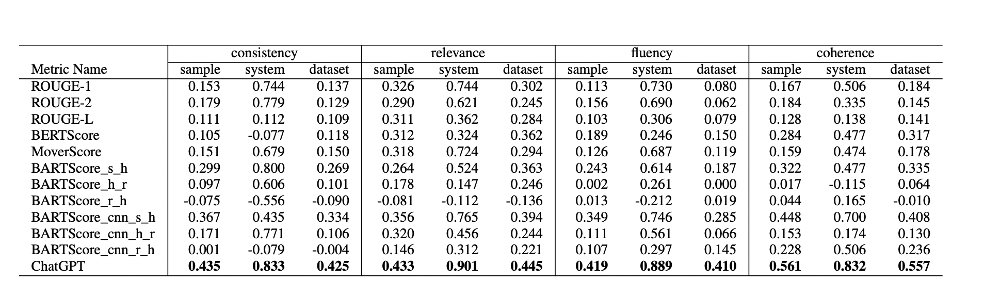 consistency relevance fluency coherence
Metric Name sample system dataset sample system dataset sample system dataset sample system dataset
ROUGE-1 0.153 0.744 0.137 0.326 0.744 0.302 0.113 0.730 0.080 0.167 0.506 0.184
ROUGE-2 0.179 0.779 0.129 0.290 0.621 0.245 0.156 0.690 0.062 0.184 0.335 0.145
ROUGE-L 0.111 0.112 0.109 0.311 0.362 0.284 0.103 0.306 0.079 0.128 0.138 0.141
BERTScore 0.105 -0.077 0.118 0.312 0.324 0.362 0.189 0.246 0.150 0.284 0.477 0.317
MoverScore 0.151 0.679 0.150 0.318 0.724 0.294 0.126 0.687 0.119 0.159 0.474 0.178
BARTScore_s_h 0.299 0.800 0.269 0.264 0.524 0.363 0.243 0.614 0.187 0.322 0.477 0.335
BARTScore_h_r 0.097 0.606 0.101 0.178 0.147 0.246 0.002 0.261 0.000 0.017 -0.115 0.064
BARTScore_r_h -0.075 -0.556 -0.090 -0.081 -0.112 -0.136 0.013 -0.212 0.019 0.044 0.165 -0.010
BARTScore_cnn_s_h 0.367 0.435 0.334 0.356 0.765 0.394 0.349 0.746 0.285 0.448 0.700 0.408
BARTScore_cnn_h_r 0.171 0.771 0.106 0.320 0.456 0.244 0.111 0.561 0.066 0.153 0.174 0.130
BARTScore_cnn_r_h 0.001 -0.079 -0.004 0.146 0.312 0.221 0.107 0.297 0.145 0.228 0.506 0.236
ChatGPT 0.435 0.833 0.425 0.433 0.901 0.445 0.419 0.889 0.410 0.561 0.832 0.557